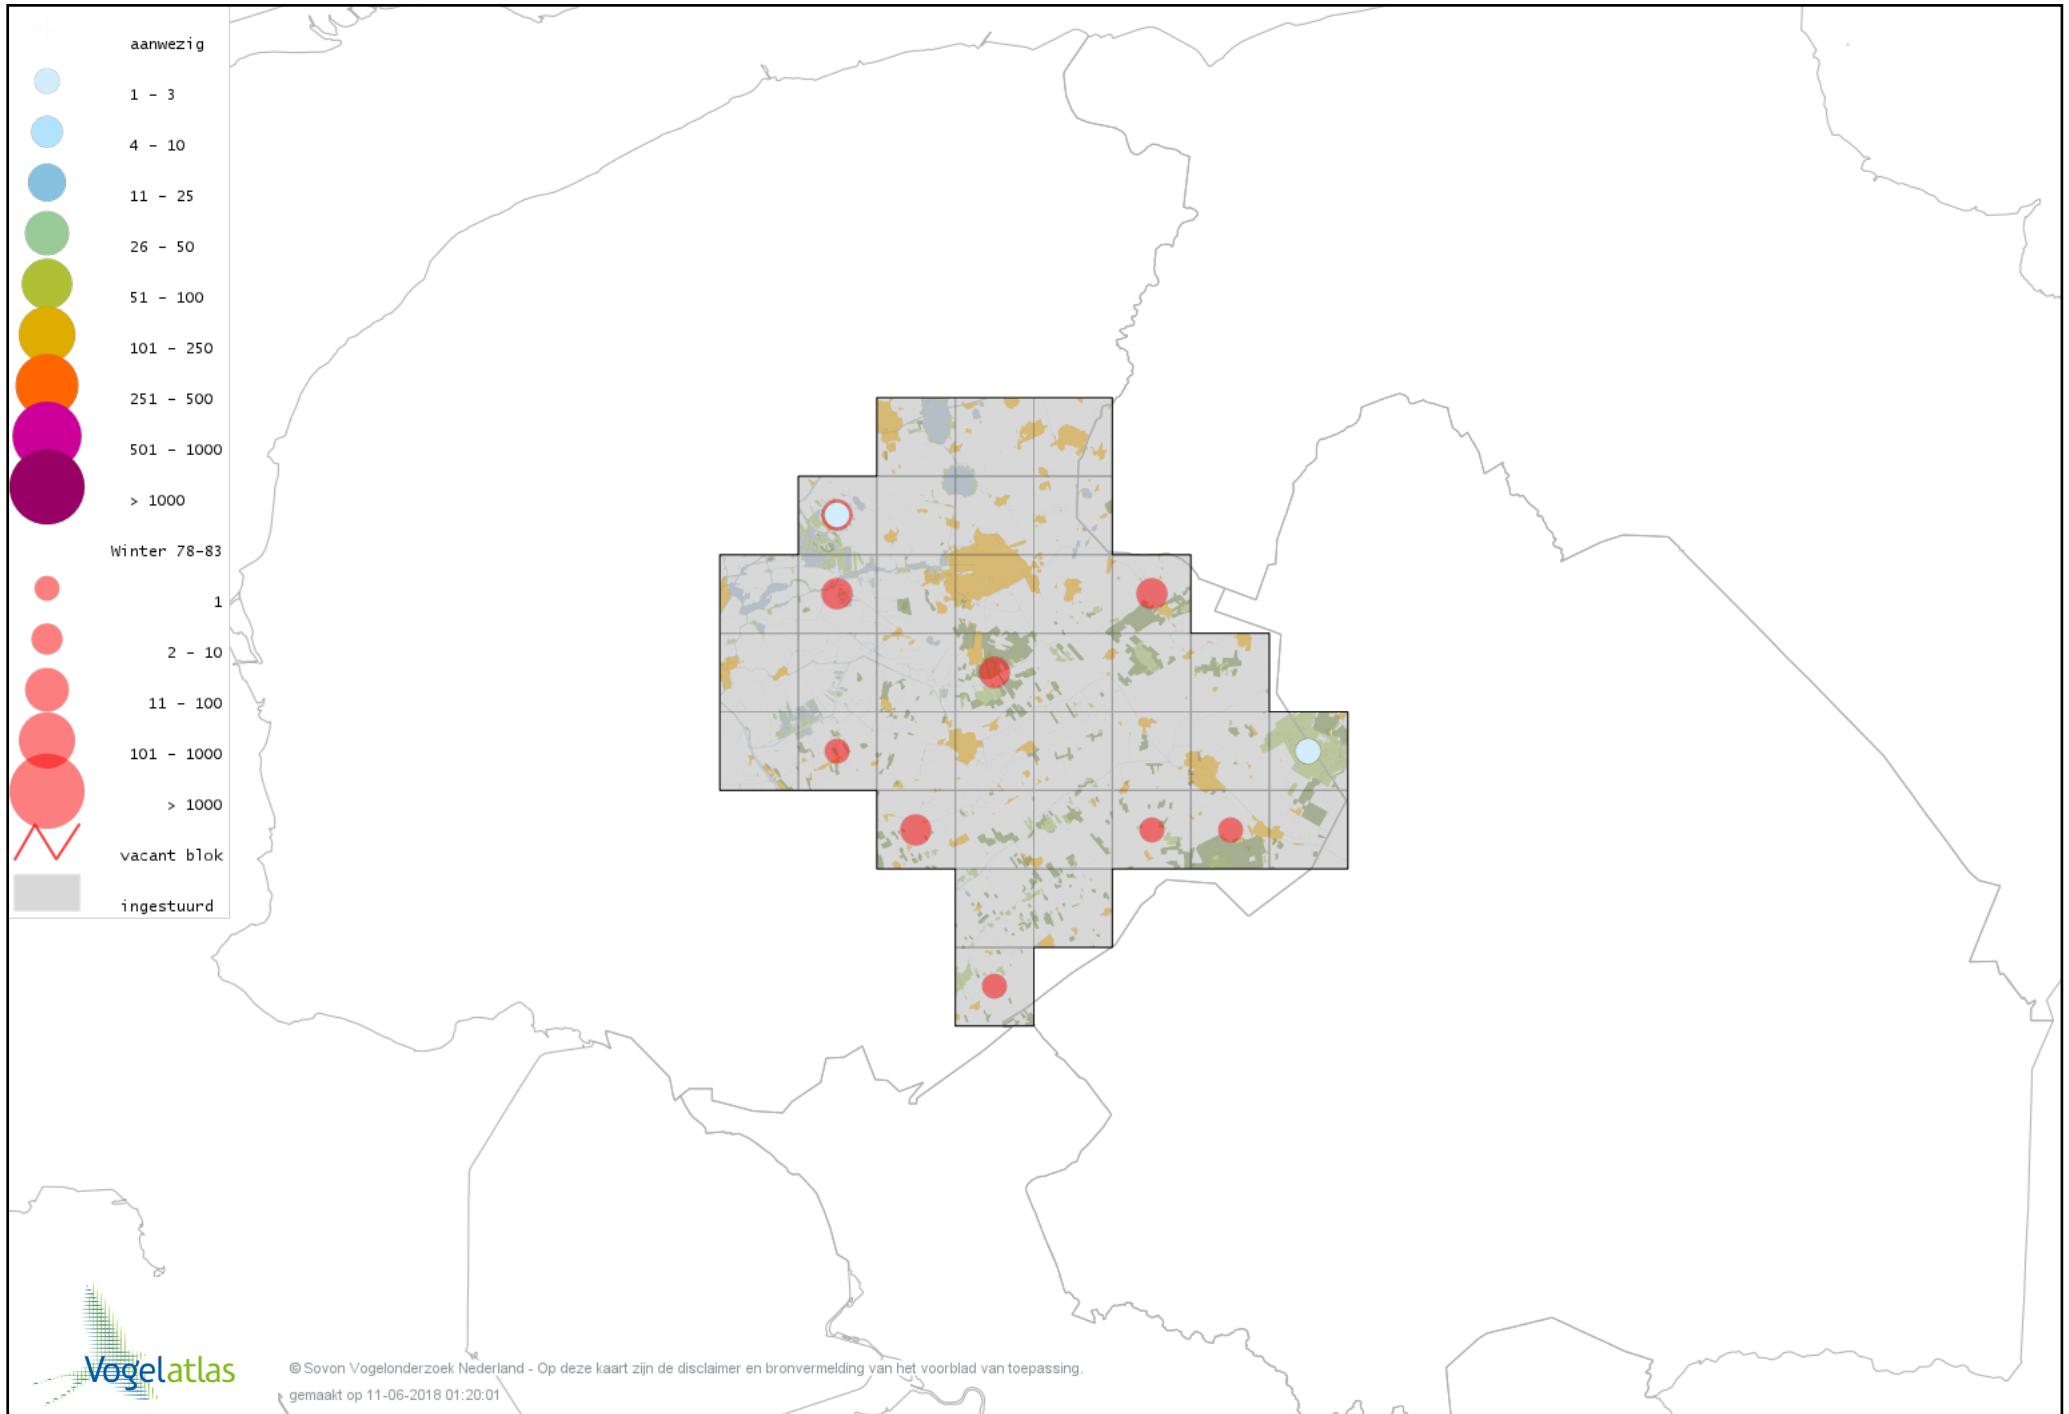 aanwezig
1 - 3
4 - 10
11 - 25
26 - 50
51 - 100
101 - 250
251 - 500
501 - 1000
> 1000
Winter 78-83
1
2 - 10
11 - 100
101 - 1000
> 1000
vacant blok
ingestuurd
Vogelatlas
© Sovon Vogelonderzoek Nederland - Op deze kaart zijn de disclaimer en bronvermelding van het voorblad van toepassing.
gemaakt op 11-06-2018 01:20:01